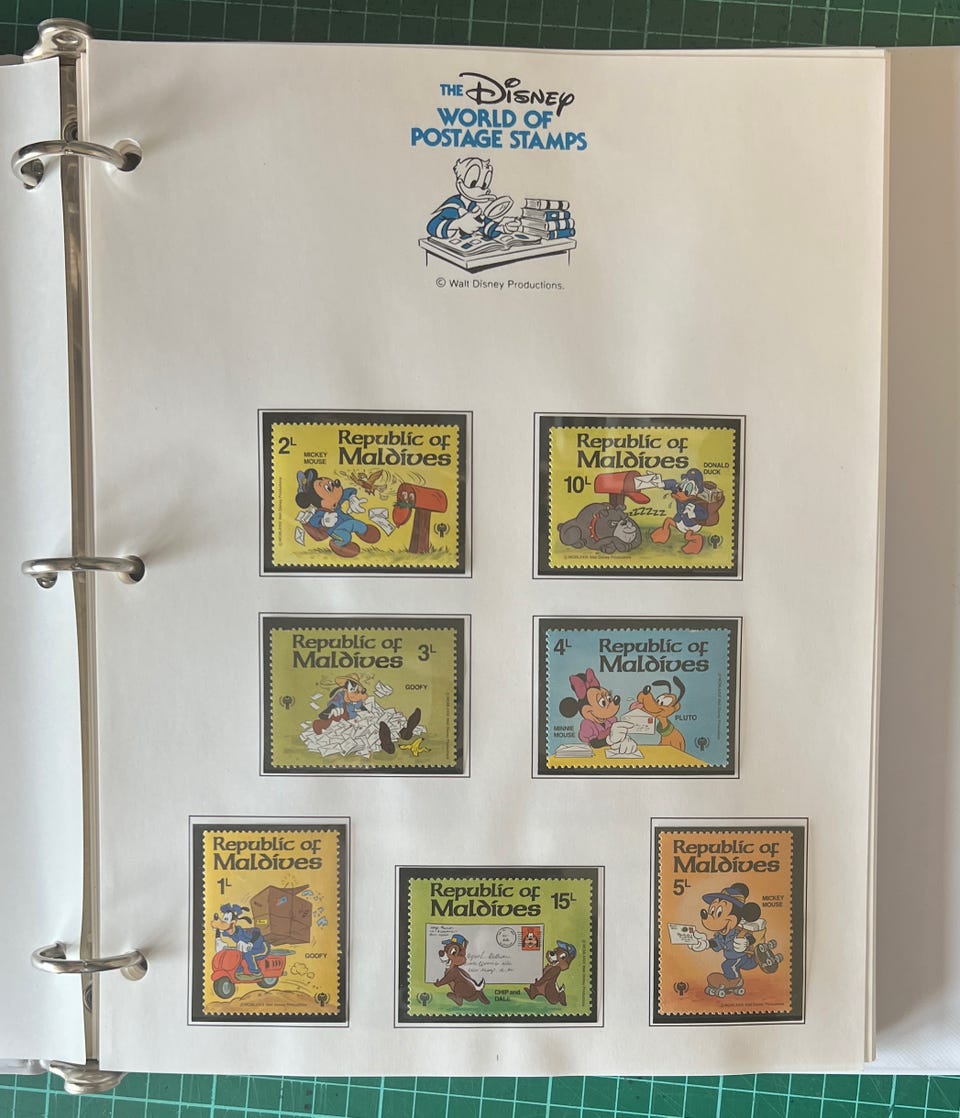 THE Disney
WORLD OF
POSTAGE STAMPS
© Walt Disney Productions.
2L
MICKEY
MOUSE
Republic of
Maldives
Republic of
Maldives
10L
DONALD
DUCK
ZZZZZZ
Republic of
Maldives
3L
GOOFY
4L
Republic of
Maldives
MINNIE
MOUSE
PLUTO
Republic of
Maldives
1L
GOOFY
Republic of
Maldives
15L
CHIP and
DALE
Republic of
Maldives
5L
MICKEY
MOUSE
1